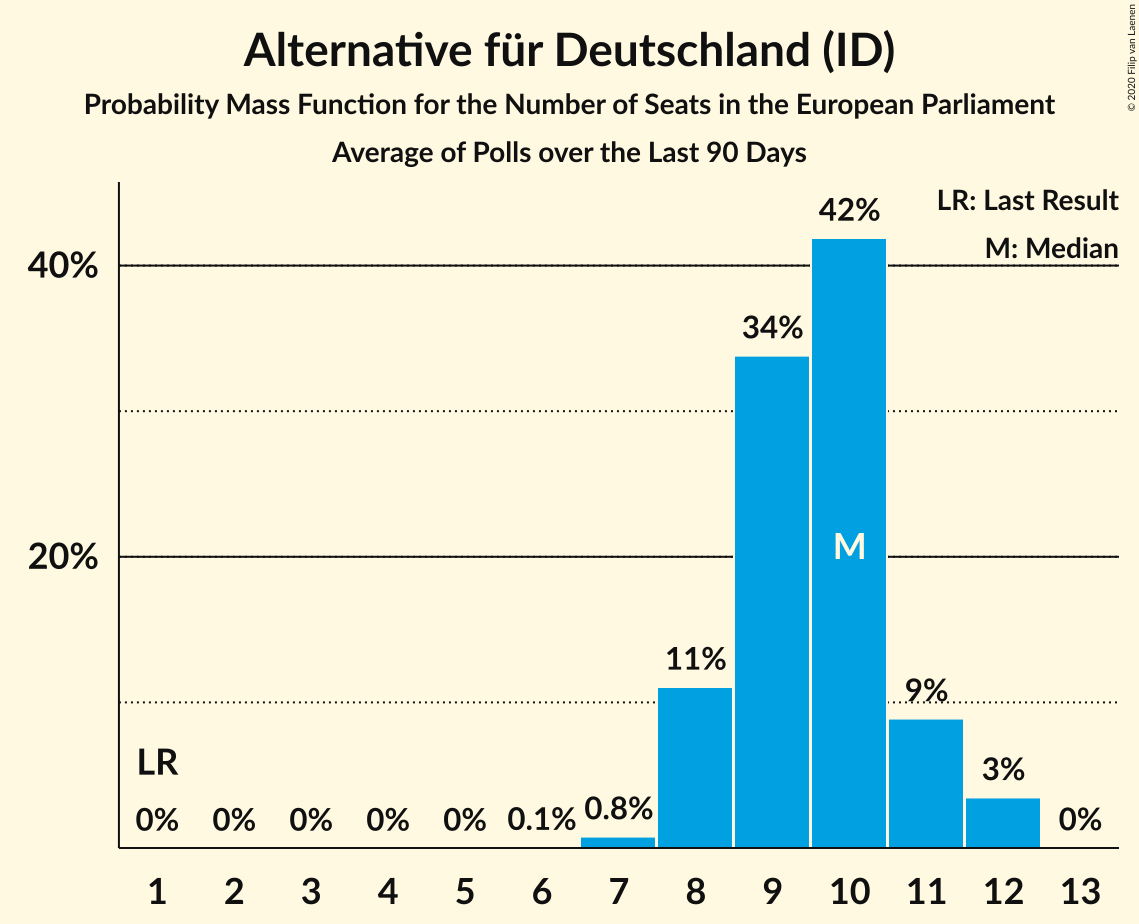 Alternative für Deutschland (ID)
Probability Mass Function for the Number of Seats in the European Parliament
Average of Polls over the Last 90 Days
© 2020 Filip van Laenen
LR: Last Result
M: Median
40%
20%
LR
0%
0%
0%
0%
0%
0.1%
0.8%
11%
34%
42%
M
9%
3%
0%
1 2 3 4 5 6 7 8 9 10 11 12 13